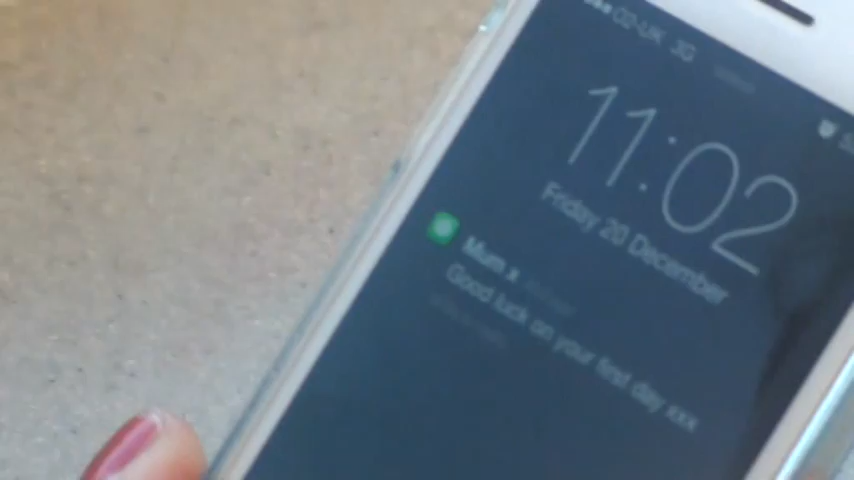 O2-UK 3G
11:02
Friday 20 December
Mum x
Good luck on your first day xxx